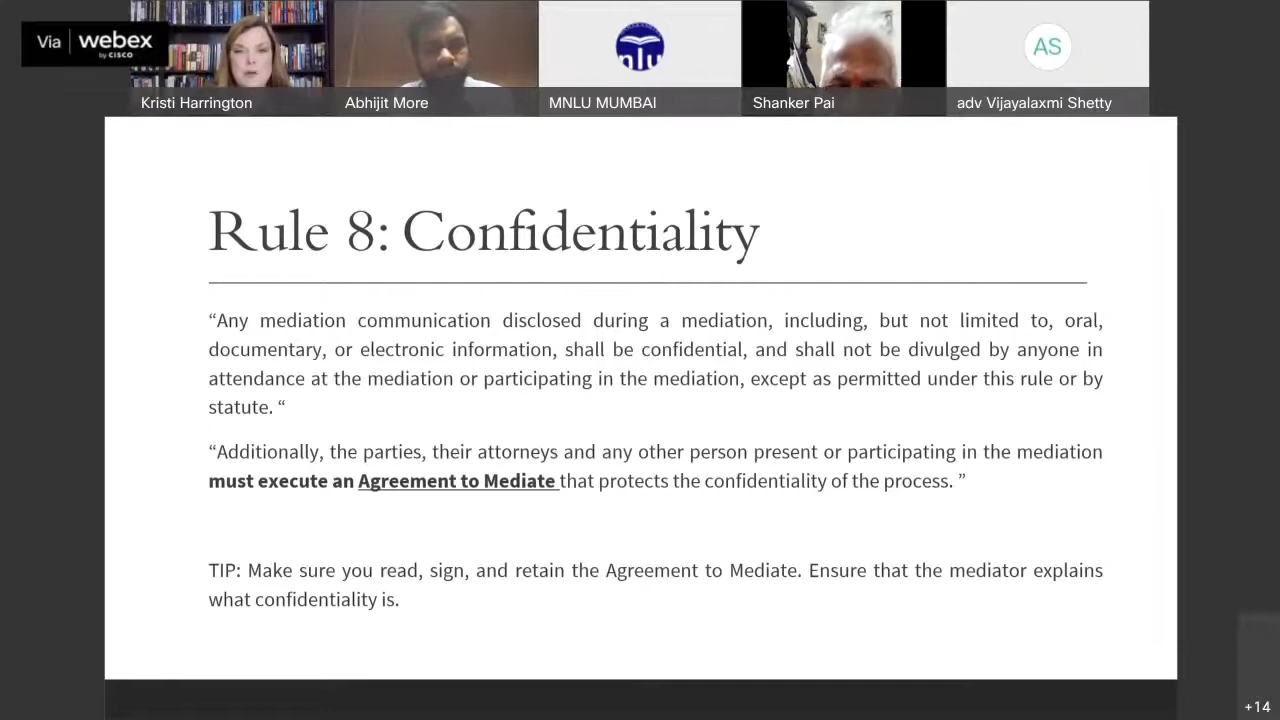 Via webex
by CISCO
Kristi Harrington
Abhijit More
MNLU MUMBAI
Shanker Pai
AS
adv Vijayalaxmi Shetty
Rule 8: Confidentiality
“Any mediation communication disclosed during a mediation, including, but not limited to, oral,
documentary, or electronic information, shall be confidential, and shall not be divulged by anyone in
attendance at the mediation or participating in the mediation, except as permitted under this rule or by
statute. “
“Additionally, the parties, their attorneys and any other person present or participating in the mediation
must execute an Agreement to Mediate that protects the confidentiality of the process. ”
TIP: Make sure you read, sign, and retain the Agreement to Mediate. Ensure that the mediator explains
what confidentiality is.
+14